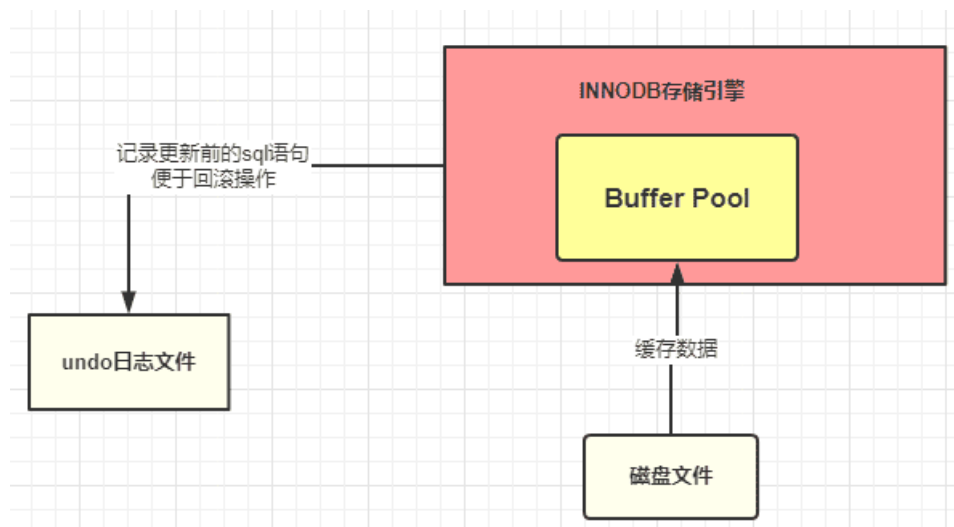 INNODB存储引擎
记录更新前的sql语句
便于回滚操作
Buffer Pool
undo日志文件
缓存数据
磁盘文件